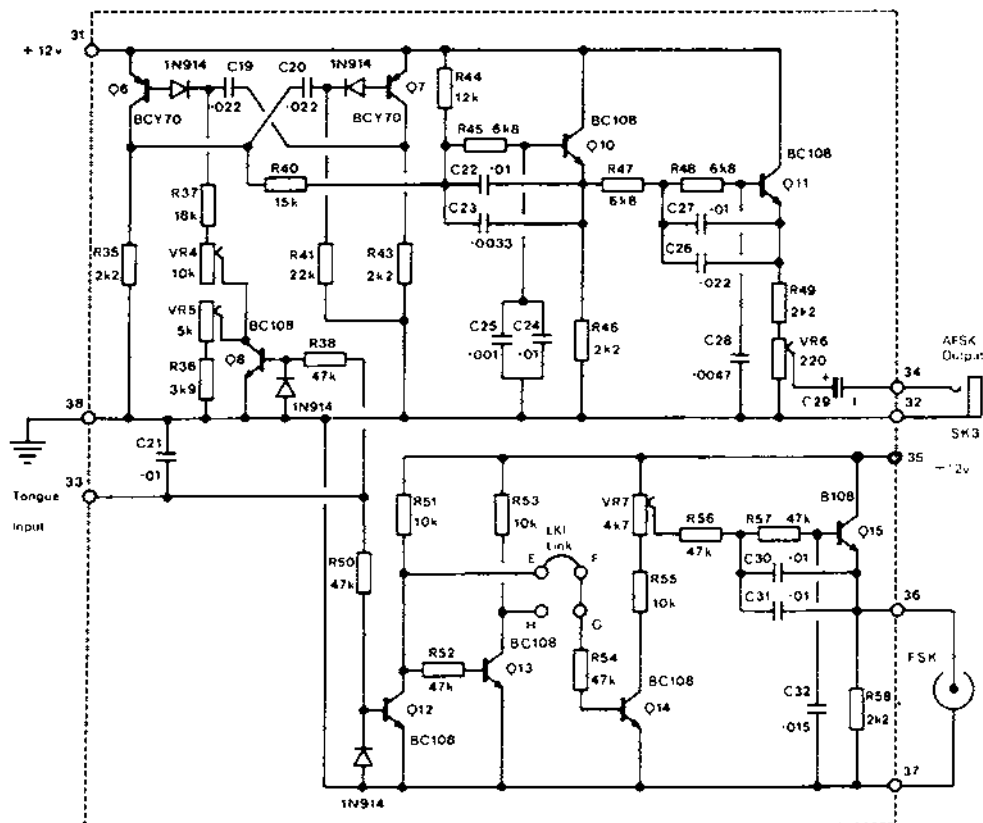 31
+ 12v
1N914
C19
C20
1N914
Q6
·022
·022
Q7
BCY70
BCY70
R44
12k
R45 6k8
BC108
Q10
C22 ·01
R40
15k
C23
·0033
R47
6k8
R48 6k8
BC108
Q11
C27 ·01
C26
·022
R37
18k
VR4
10k
R35
2k2
R41
22k
R43
2k2
VR5
5k
BC108
R38
47k
Q8
R36
3k9
1N914
C25
·001
C24
·01
R46
2k2
C28
·0047
R49
2k2
VR6
220
+
C29 1
AFSK
Output
34
32
SK3
38
C21
·01
33
Tongue
Input
35
+ 12v
R51
10k
R53
10k
LK1
Link
E
F
H
G
VR7
4k7
R56
47k
R57 47k
B108
Q15
C30 ·01
C31 ·01
R50
47k
R55
10k
36
FSK
R52
47k
BC108
Q13
R54
47k
BC108
Q14
Q12
BC108
C32
·015
R58
2k2
1N914
37